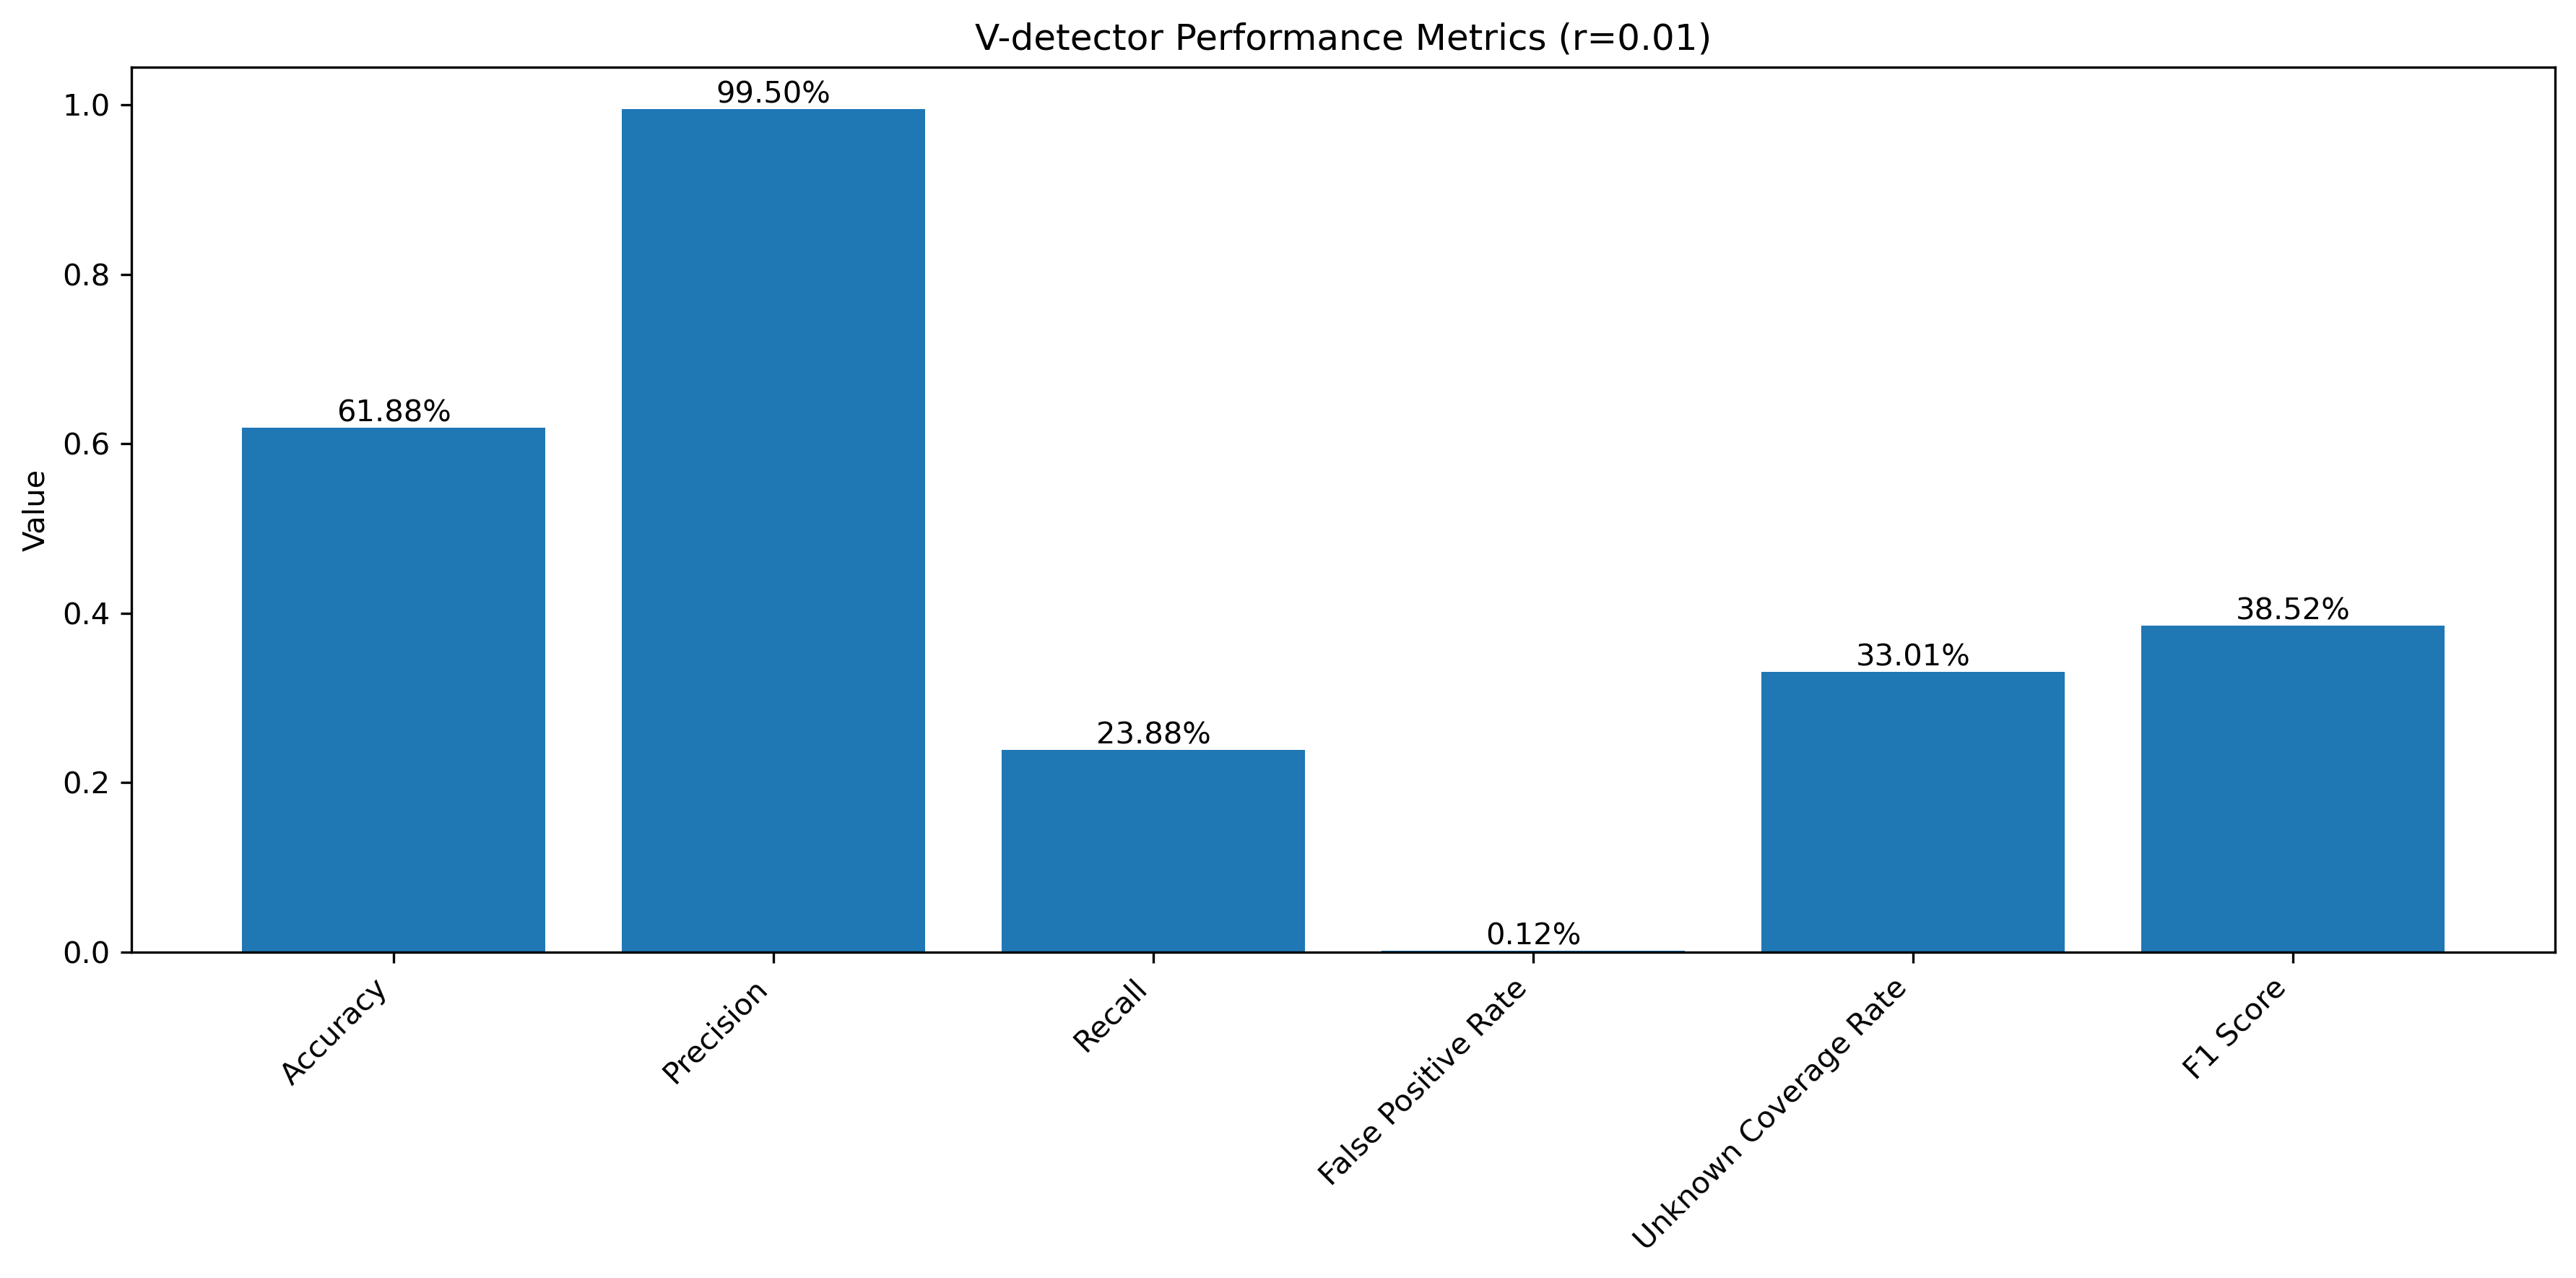 V-detector Performance Metrics (r=0.01)
Value
1.0
0.8
0.6
0.4
0.2
0.0
61.88%
99.50%
23.88%
0.12%
33.01%
38.52%
Accuracy
Precision
Recall
False Positive Rate
Unknown Coverage Rate
F1 Score